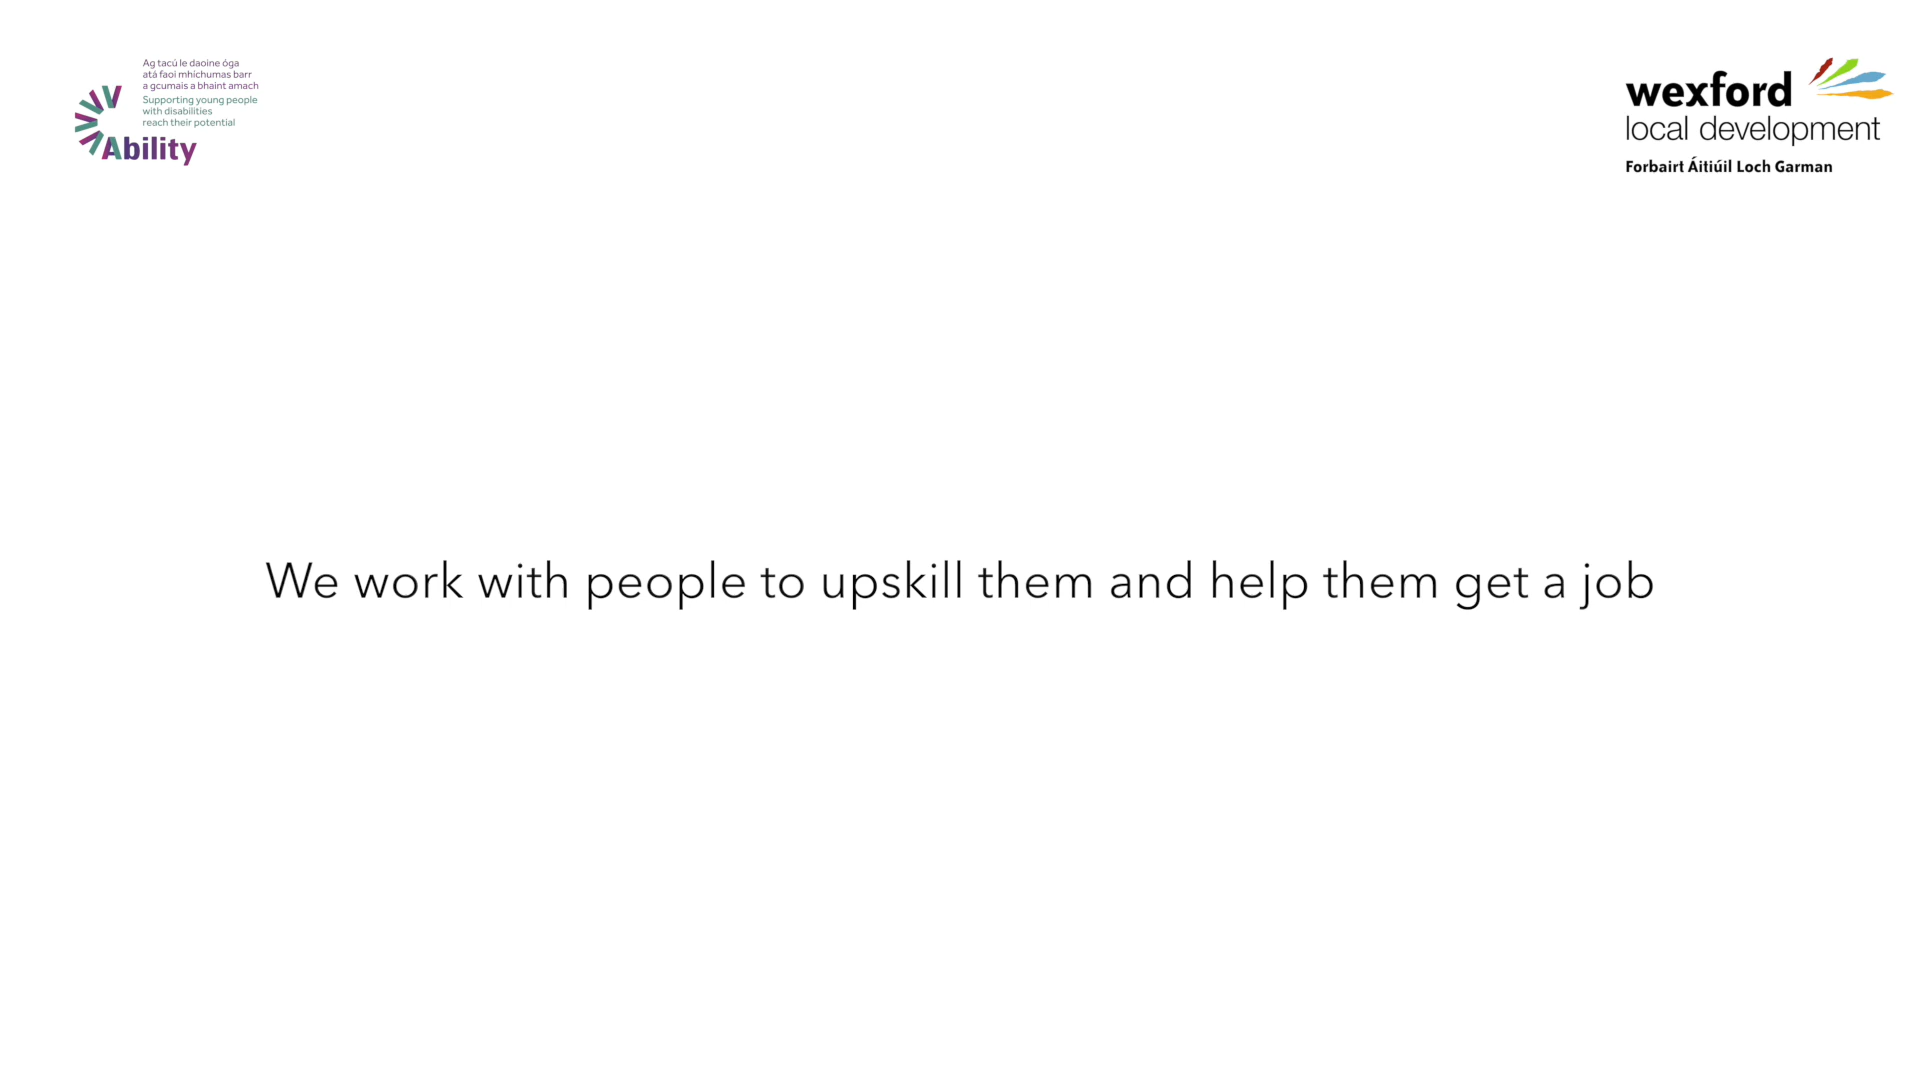 Ag tacú le daoine óga
atá faoi mhíchumas barr
a gcumais a bhaint amach
Supporting young people
with disabilities
reach their potential
Ability
wexford
local development
Forbairt Áitiúil Loch Garman
We work with people to upskill them and help them get a job